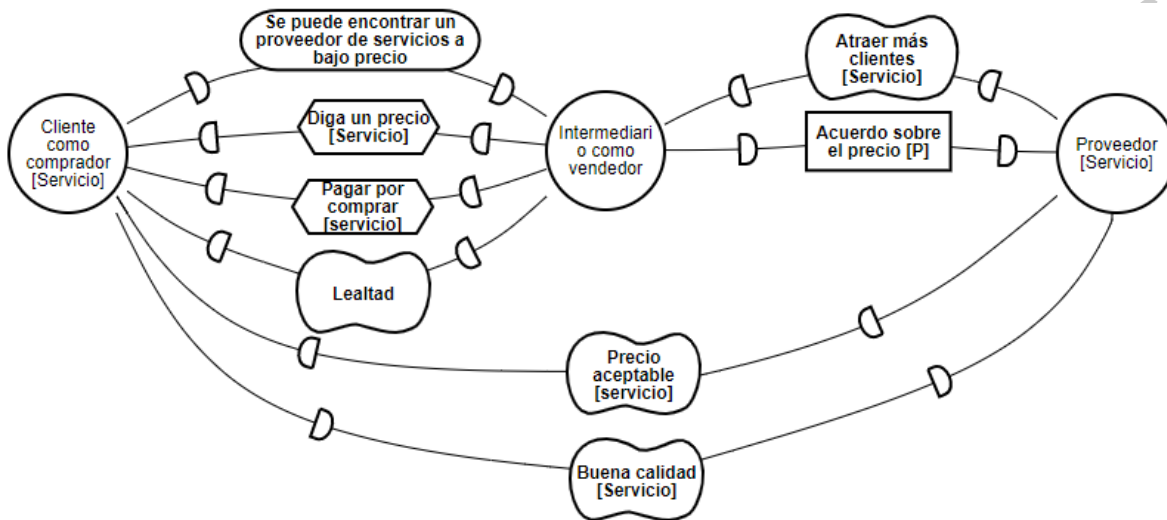 Se puede encontrar un
proveedor de servicios a
bajo precio
Atraer más
clientes
[Servicio]
Cliente
como
comprador
[Servicio]
Diga un precio
[Servicio]
Intermediari
o como
vendedor
Acuerdo sobre
el precio [P]
Proveedor
[Servicio]
Pagar por
comprar
[servicio]
Lealtad
Precio
aceptable
[servicio]
Buena calidad
[Servicio]